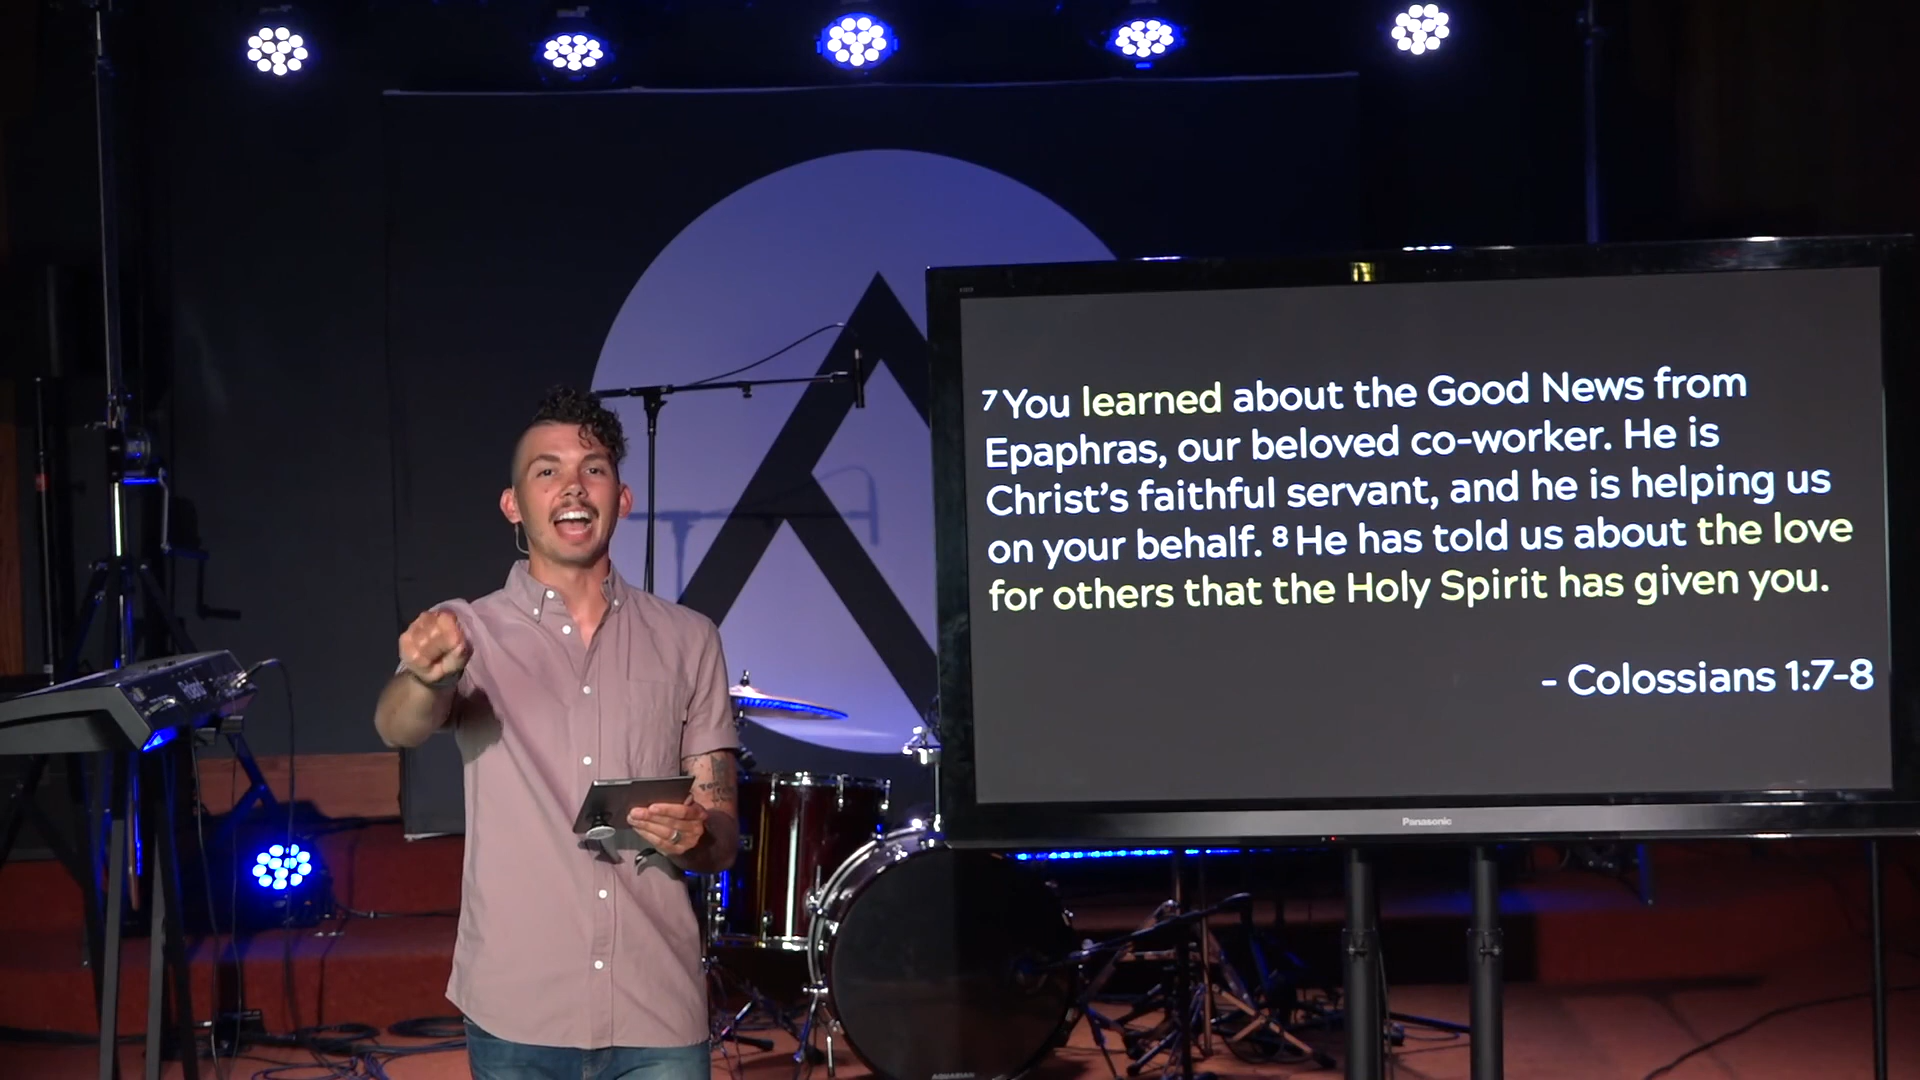 ⁷ You learned about the Good News from
Epaphras, our beloved co-worker. He is
Christ’s faithful servant, and he is helping us
on your behalf. ⁸ He has told us about the love
for others that the Holy Spirit has given you.
- Colossians 1:7-8
Panasonic
AQUARIAN